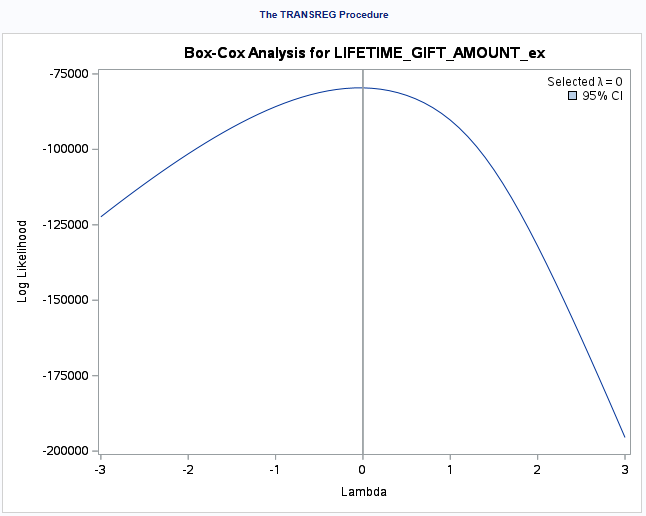 The TRANSREG Procedure
Box-Cox Analysis for LIFETIME_GIFT_AMOUNT_ex
Selected λ = 0
95% CI
-75000
-100000
-125000
-150000
-175000
-200000
Log Likelihood
-3
-2
-1
0
1
2
3
Lambda